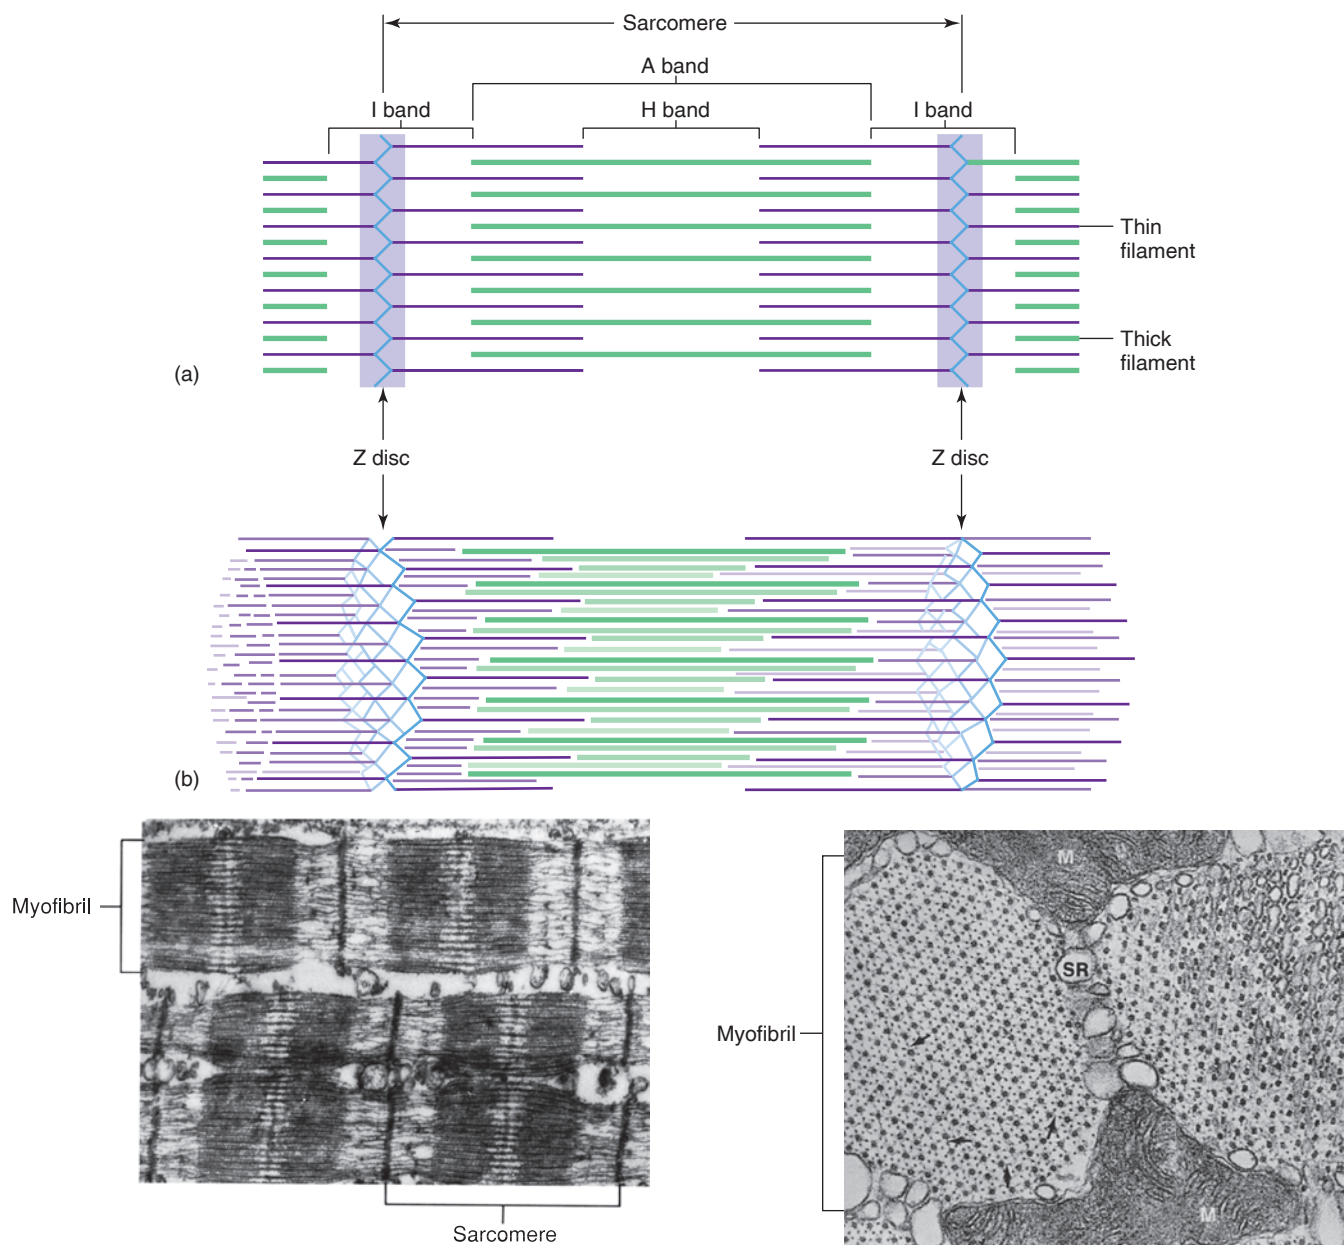 Sarcomere
A band
I band
H band
I band
Thin
filament
Thick
filament
(a)
Z disc
Z disc
(b)
Myofibril
Sarcomere
Myofibril
M
SR
M